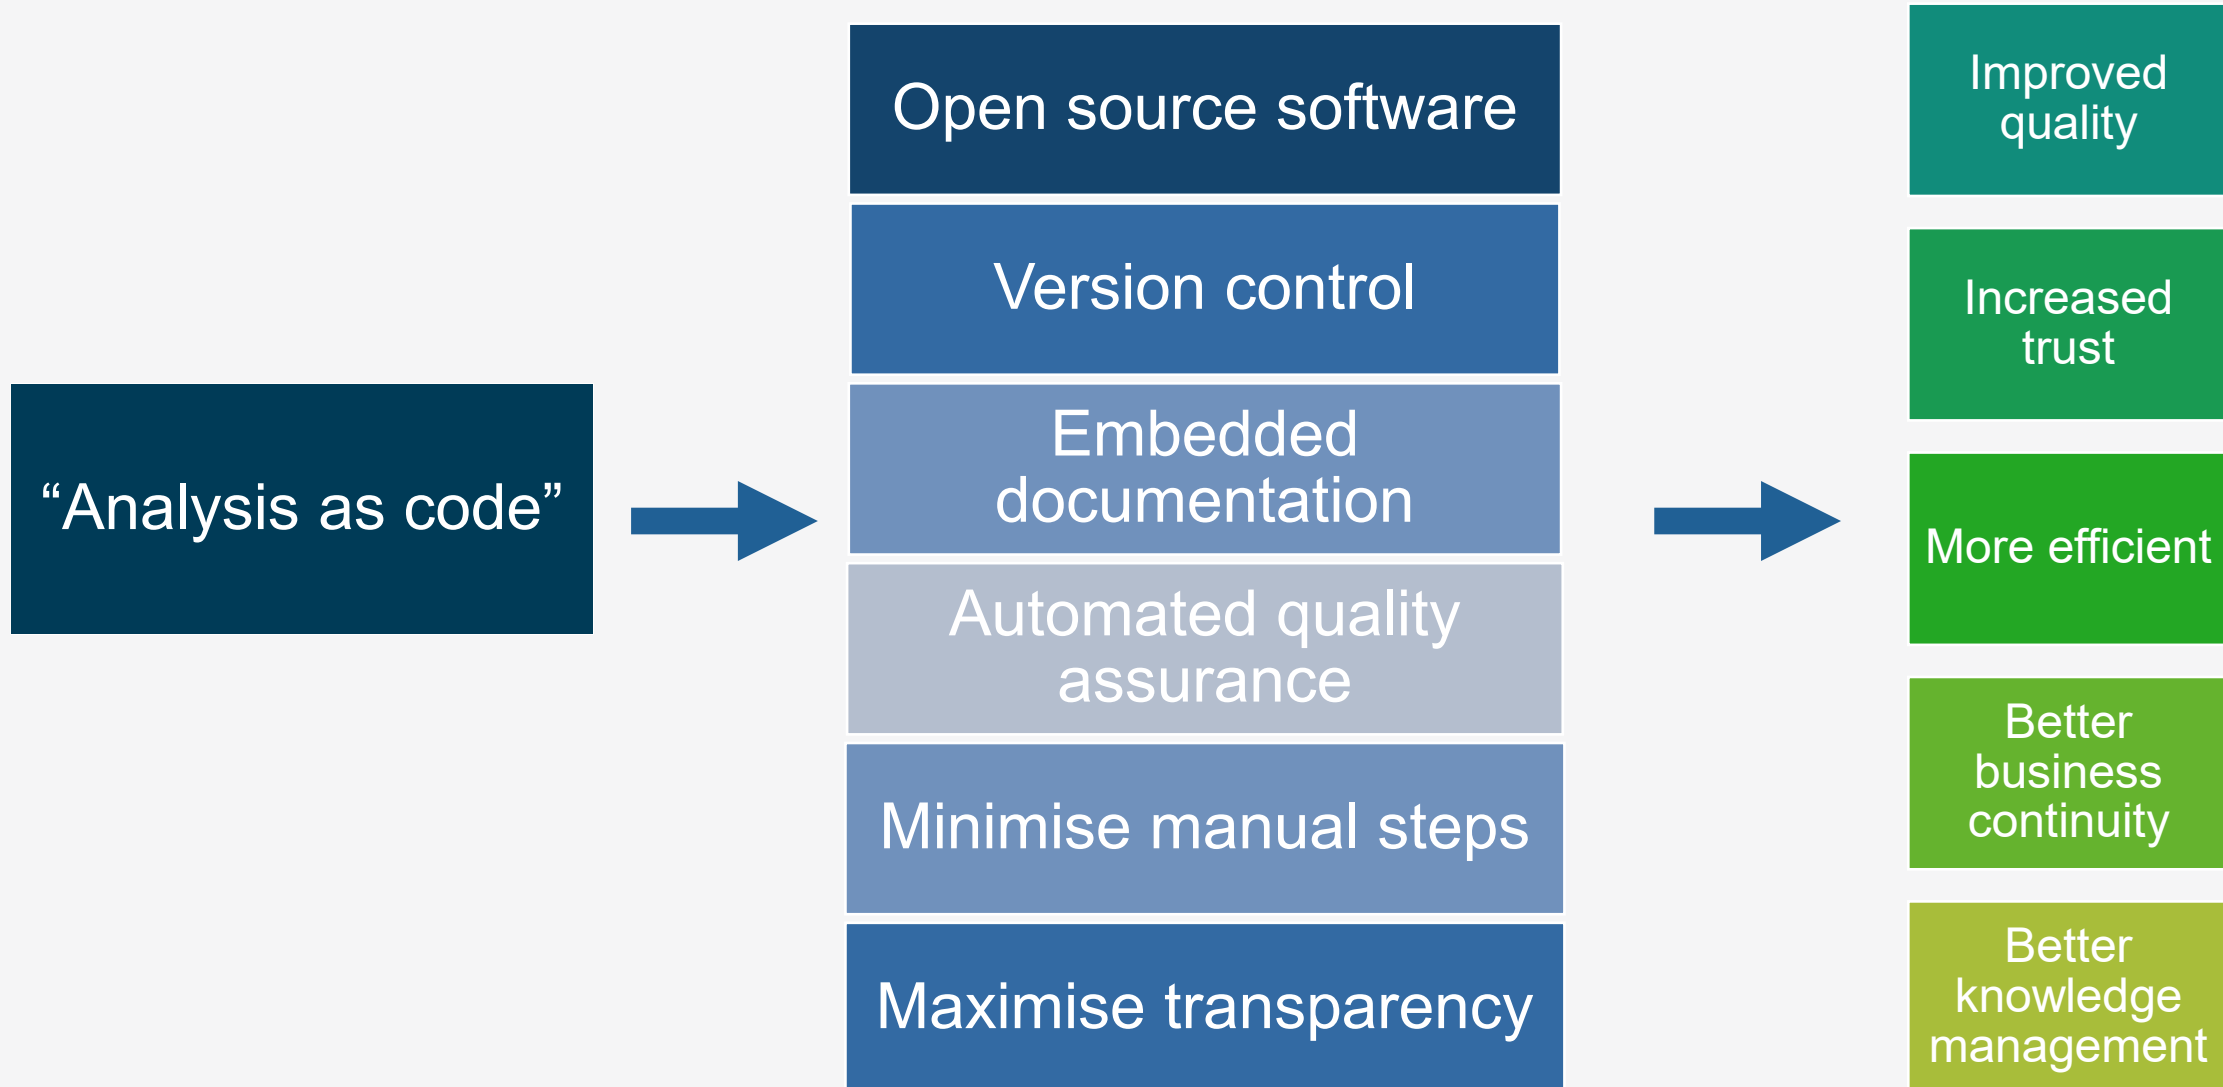 “Analysis as code”
Open source software
Version control
Embedded
documentation
Automated quality
assurance
Minimise manual steps
Maximise transparency
Improved
quality
Increased
trust
More efficient
Better
business
continuity
Better
knowledge
management